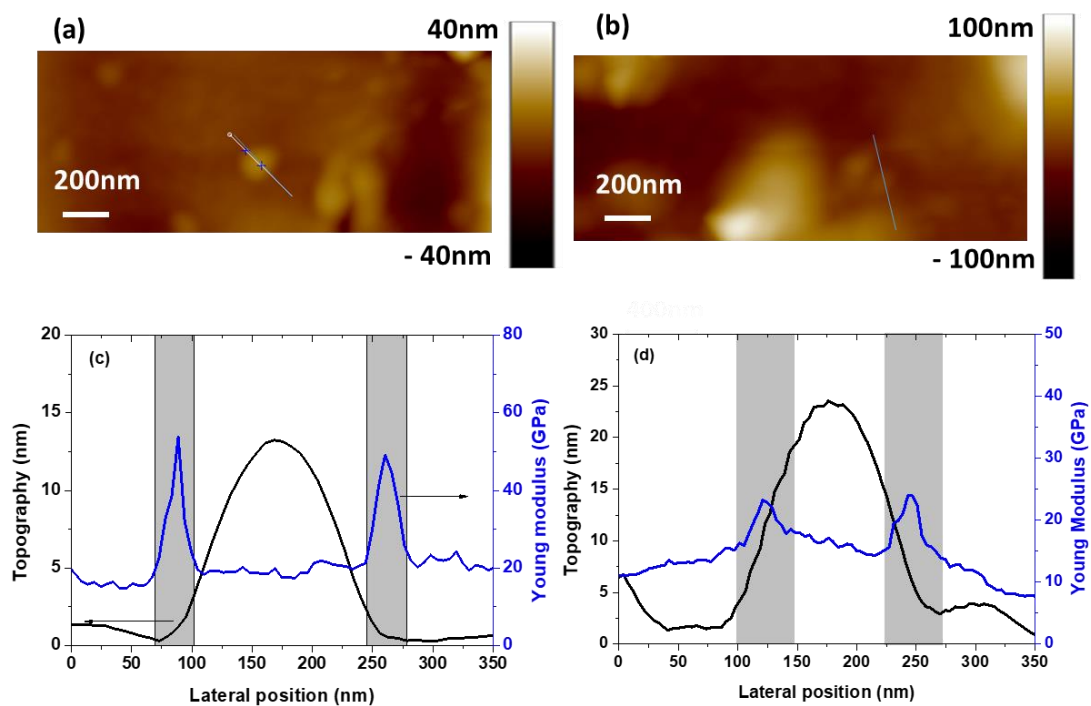 (a)
40nm
200nm
- 40nm
(b)
100nm
200nm
- 100nm
400nm
(c)
20
15
10
5
0
Topography (nm)
80
60
40
20
0
Young modulus (GPa)
0 50 100 150 200 250 300 350
Lateral position (nm)
(d)
30
25
20
15
10
5
0
Topography (nm)
50
40
30
20
10
0
Young Modulus (GPa)
0 50 100 150 200 250 300 350
Lateral position (nm)